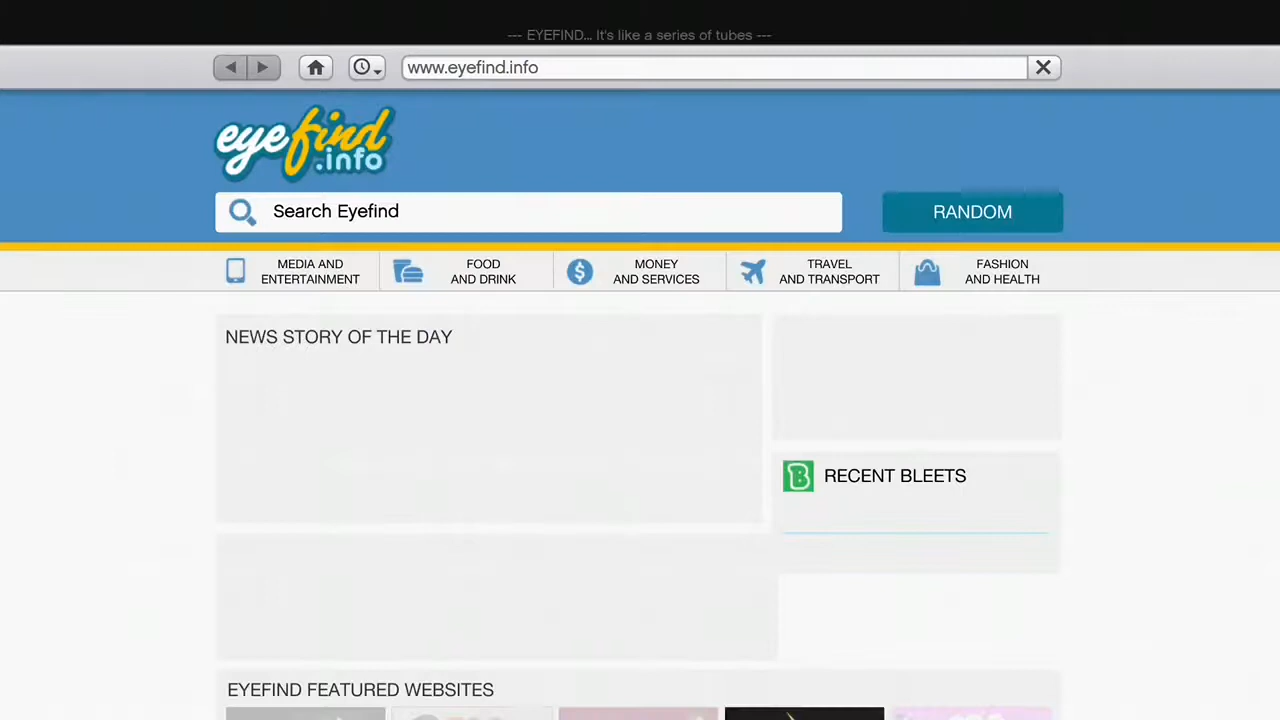 --- EYEFIND... It's like a series of tubes ---
www.eyefind.info
eyefind
.info
Search Eyefind
RANDOM
MEDIA AND
ENTERTAINMENT
FOOD
AND DRINK
MONEY
AND SERVICES
TRAVEL
AND TRANSPORT
FASHION
AND HEALTH
NEWS STORY OF THE DAY
B RECENT BLEETS
EYEFIND FEATURED WEBSITES